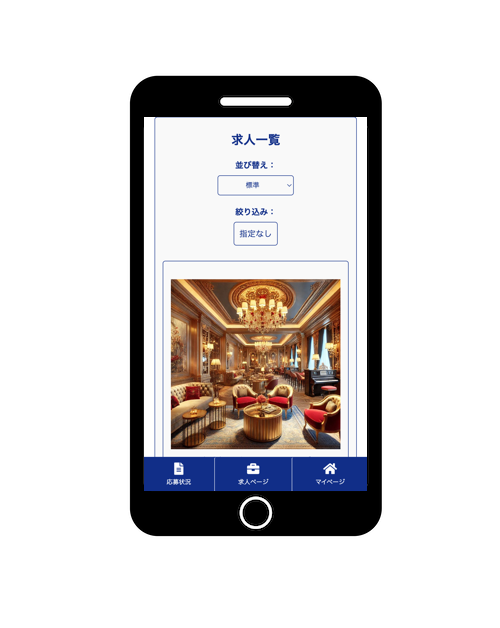 求人一覧
並び替え：
標準
絞り込み：
指定なし
応募状況
求人ページ
マイページ